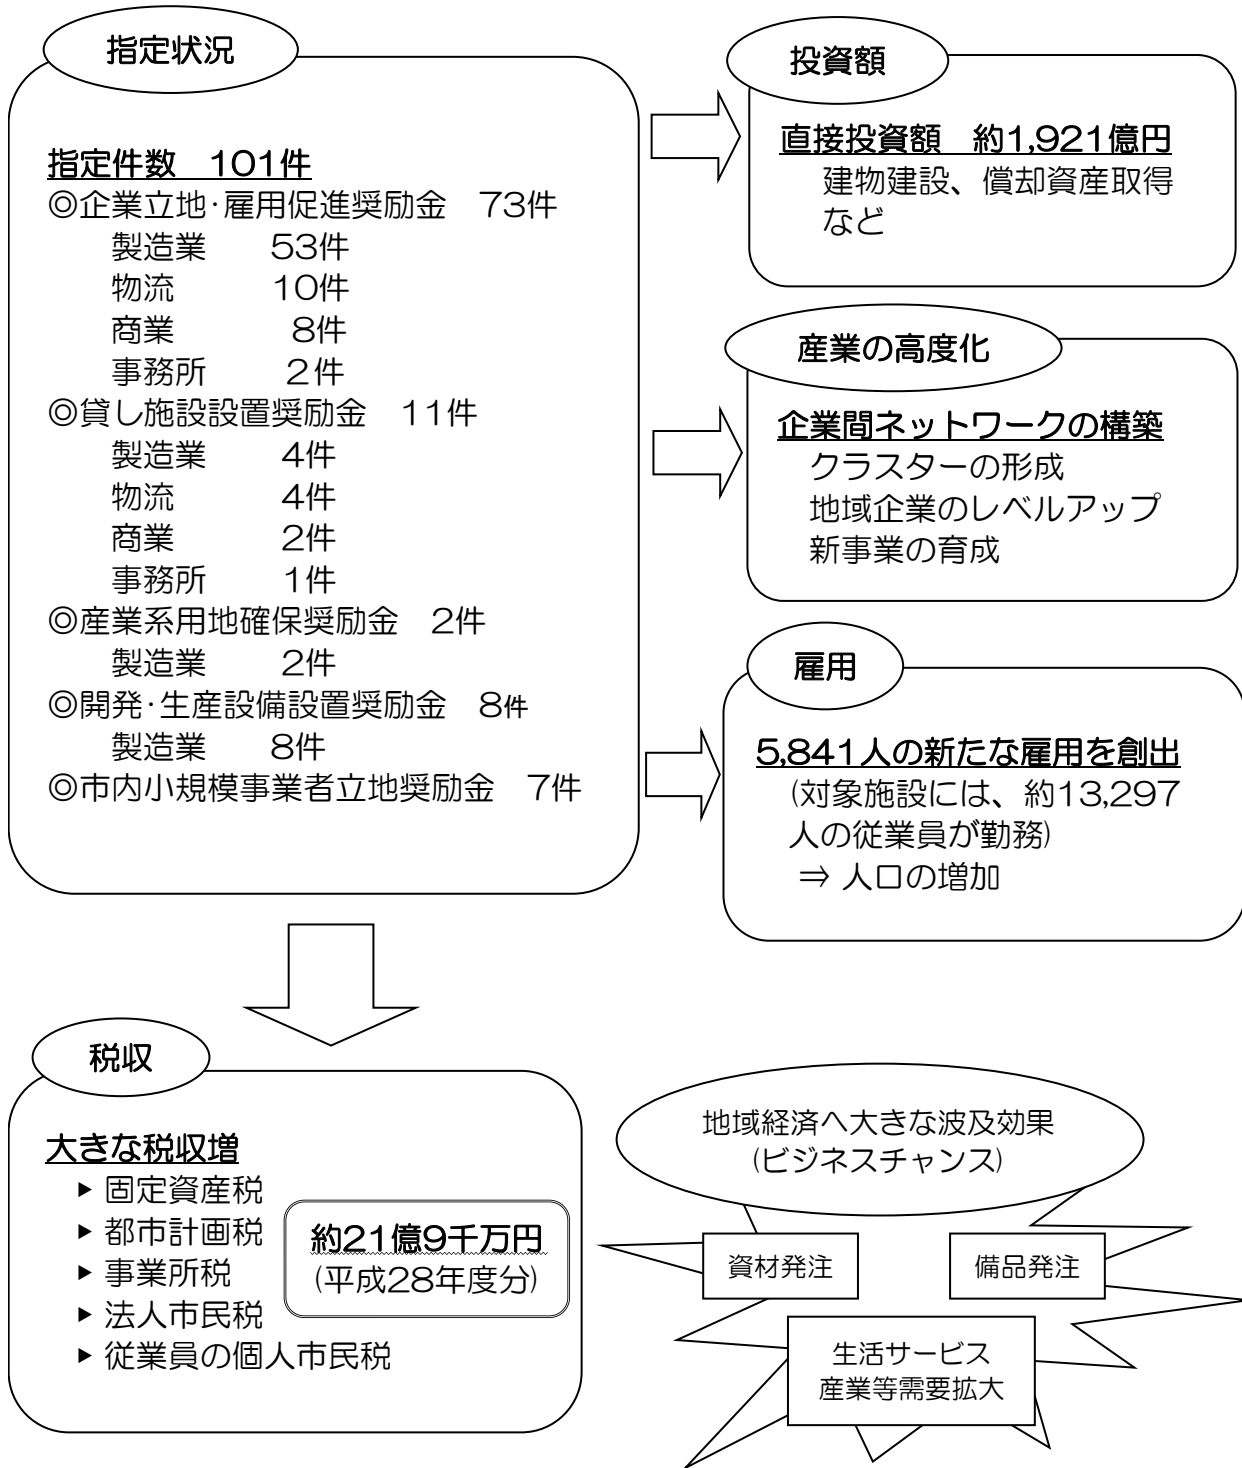 指定状況
指定件数　101件
◎企業立地・雇用促進奨励金　73件
製造業　53件
物流　10件
商業　8件
事務所　2件
◎貸し施設設置奨励金　11件
製造業　4件
物流　4件
商業　2件
事務所　1件
◎産業系用地確保奨励金　2件
製造業　2件
◎開発・生産設備設置奨励金　8件
製造業　8件
◎市内小規模事業者立地奨励金　7件
投資額
直接投資額　約1,921億円
建物建設、償却資産取得
など
産業の高度化
企業間ネットワークの構築
クラスターの形成
地域企業のレベルアップ
新事業の育成
雇用
5,841人の新たな雇用を創出
(対象施設には、約13,297
人の従業員が勤務)
⇒ 人口の増加
税収
大きな税収増
▶ 固定資産税
▶ 都市計画税
▶ 事業所税
▶ 法人市民税
▶ 従業員の個人市民税
約21億9千万円
(平成28年度分)
地域経済へ大きな波及効果
(ビジネスチャンス)
資材発注
備品発注
生活サービス
産業等需要拡大